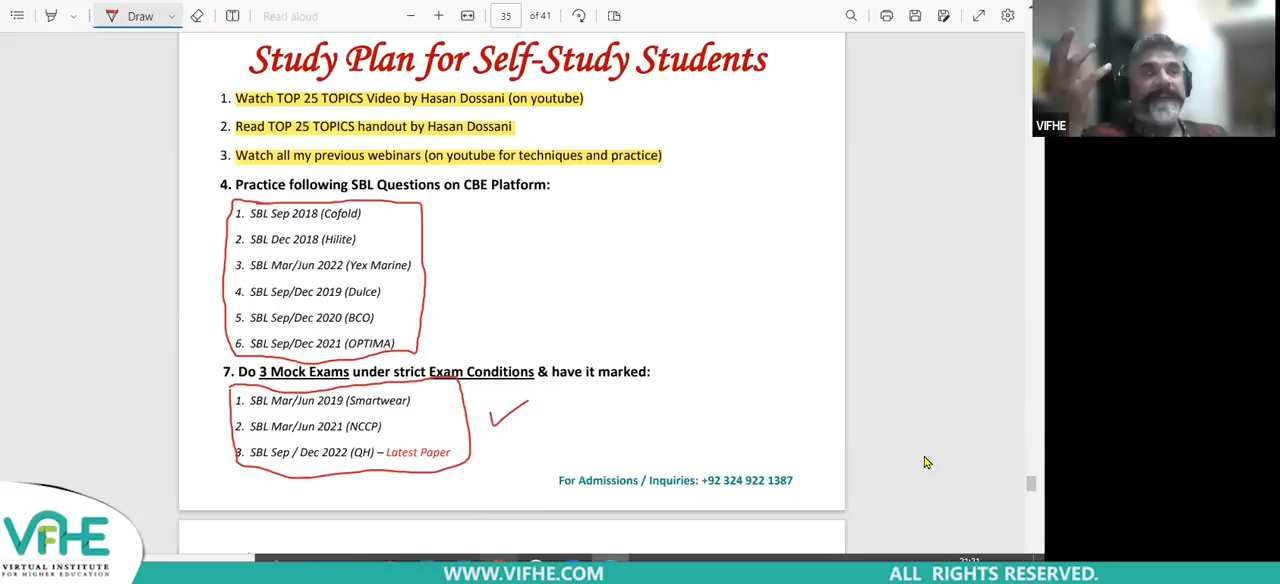 Draw
Read aloud
35
of 41
Study Plan for Self-Study Students
1. Watch TOP 25 TOPICS Video by Hasan Dossani (on youtube)
2. Read TOP 25 TOPICS handout by Hasan Dossani
3. Watch all my previous webinars (on youtube for techniques and practice)
4. Practice following SBL Questions on CBE Platform:
1. SBL Sep 2018 (Cofold)
2. SBL Dec 2018 (Hilite)
3. SBL Mar/Jun 2022 (Yex Marine)
4. SBL Sep/Dec 2019 (Dulce)
5. SBL Sep/Dec 2020 (BCO)
6. SBL Sep/Dec 2021 (OPTIMA)
7. Do 3 Mock Exams under strict Exam Conditions & have it marked:
1. SBL Mar/Jun 2019 (Smartwear)
2. SBL Mar/Jun 2021 (NCCP)
3. SBL Sep / Dec 2022 (QH) – Latest Paper
For Admissions / Inquiries: +92 324 922 1387
VIFHE
VIFHE
VIRTUAL INSTITUTE
FOR HIGHER EDUCATION
WWW.VIFHE.COM
ALL RIGHTS RESERVED.